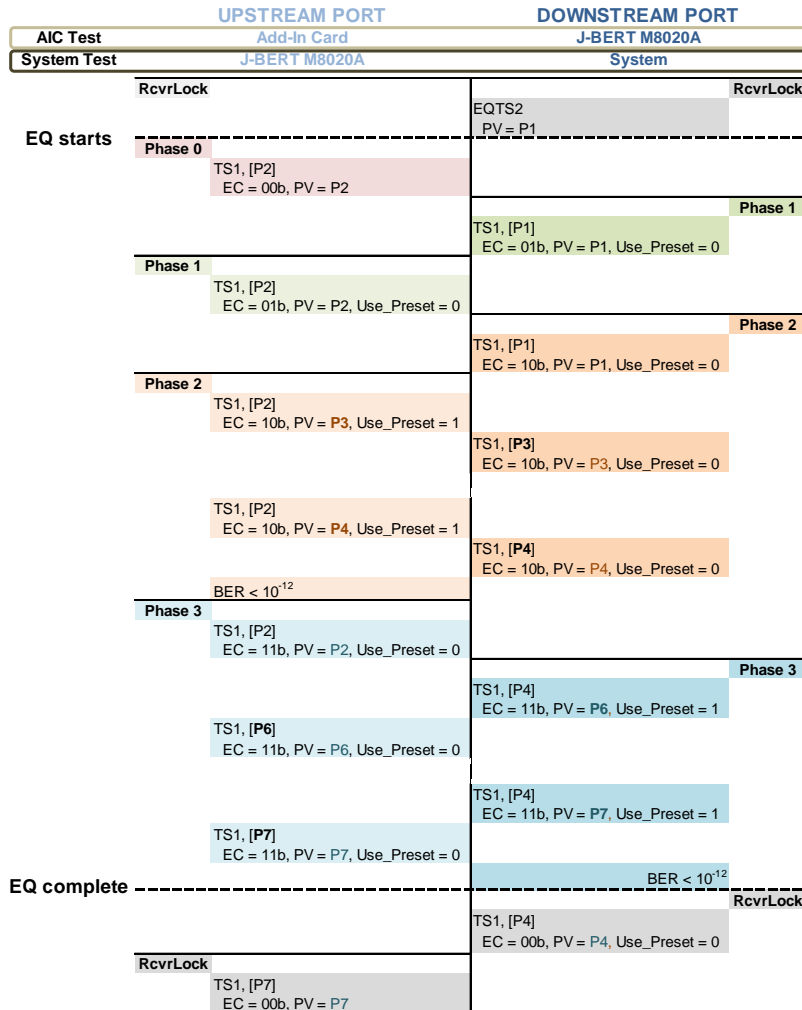 UPSTREAM PORT DOWNSTREAM PORT
AIC Test Add-In Card J-BERT M8020A
System Test J-BERT M8020A System
RcvrLock RcvrLock
EQTS2
PV = P1
EQ starts
Phase 0
TS1, [P2]
EC = 00b, PV = P2
Phase 1
TS1, [P1]
EC = 01b, PV = P1, Use_Preset = 0
Phase 1
TS1, [P2]
EC = 01b, PV = P2, Use_Preset = 0
Phase 2
TS1, [P1]
EC = 10b, PV = P1, Use_Preset = 0
Phase 2
TS1, [P2]
EC = 10b, PV = P3, Use_Preset = 1
TS1, [P3]
EC = 10b, PV = P3, Use_Preset = 0
TS1, [P2]
EC = 10b, PV = P4, Use_Preset = 1
TS1, [P4]
EC = 10b, PV = P4, Use_Preset = 0
BER < 10⁻¹²
Phase 3
TS1, [P2]
EC = 11b, PV = P2, Use_Preset = 0
Phase 3
TS1, [P4]
EC = 11b, PV = P6, Use_Preset = 1
TS1, [P6]
EC = 11b, PV = P6, Use_Preset = 0
TS1, [P4]
EC = 11b, PV = P7, Use_Preset = 1
TS1, [P7]
EC = 11b, PV = P7, Use_Preset = 0
BER < 10⁻¹²
EQ complete
RcvrLock
TS1, [P4]
EC = 00b, PV = P4, Use_Preset = 0
RcvrLock
TS1, [P7]
EC = 00b, PV = P7